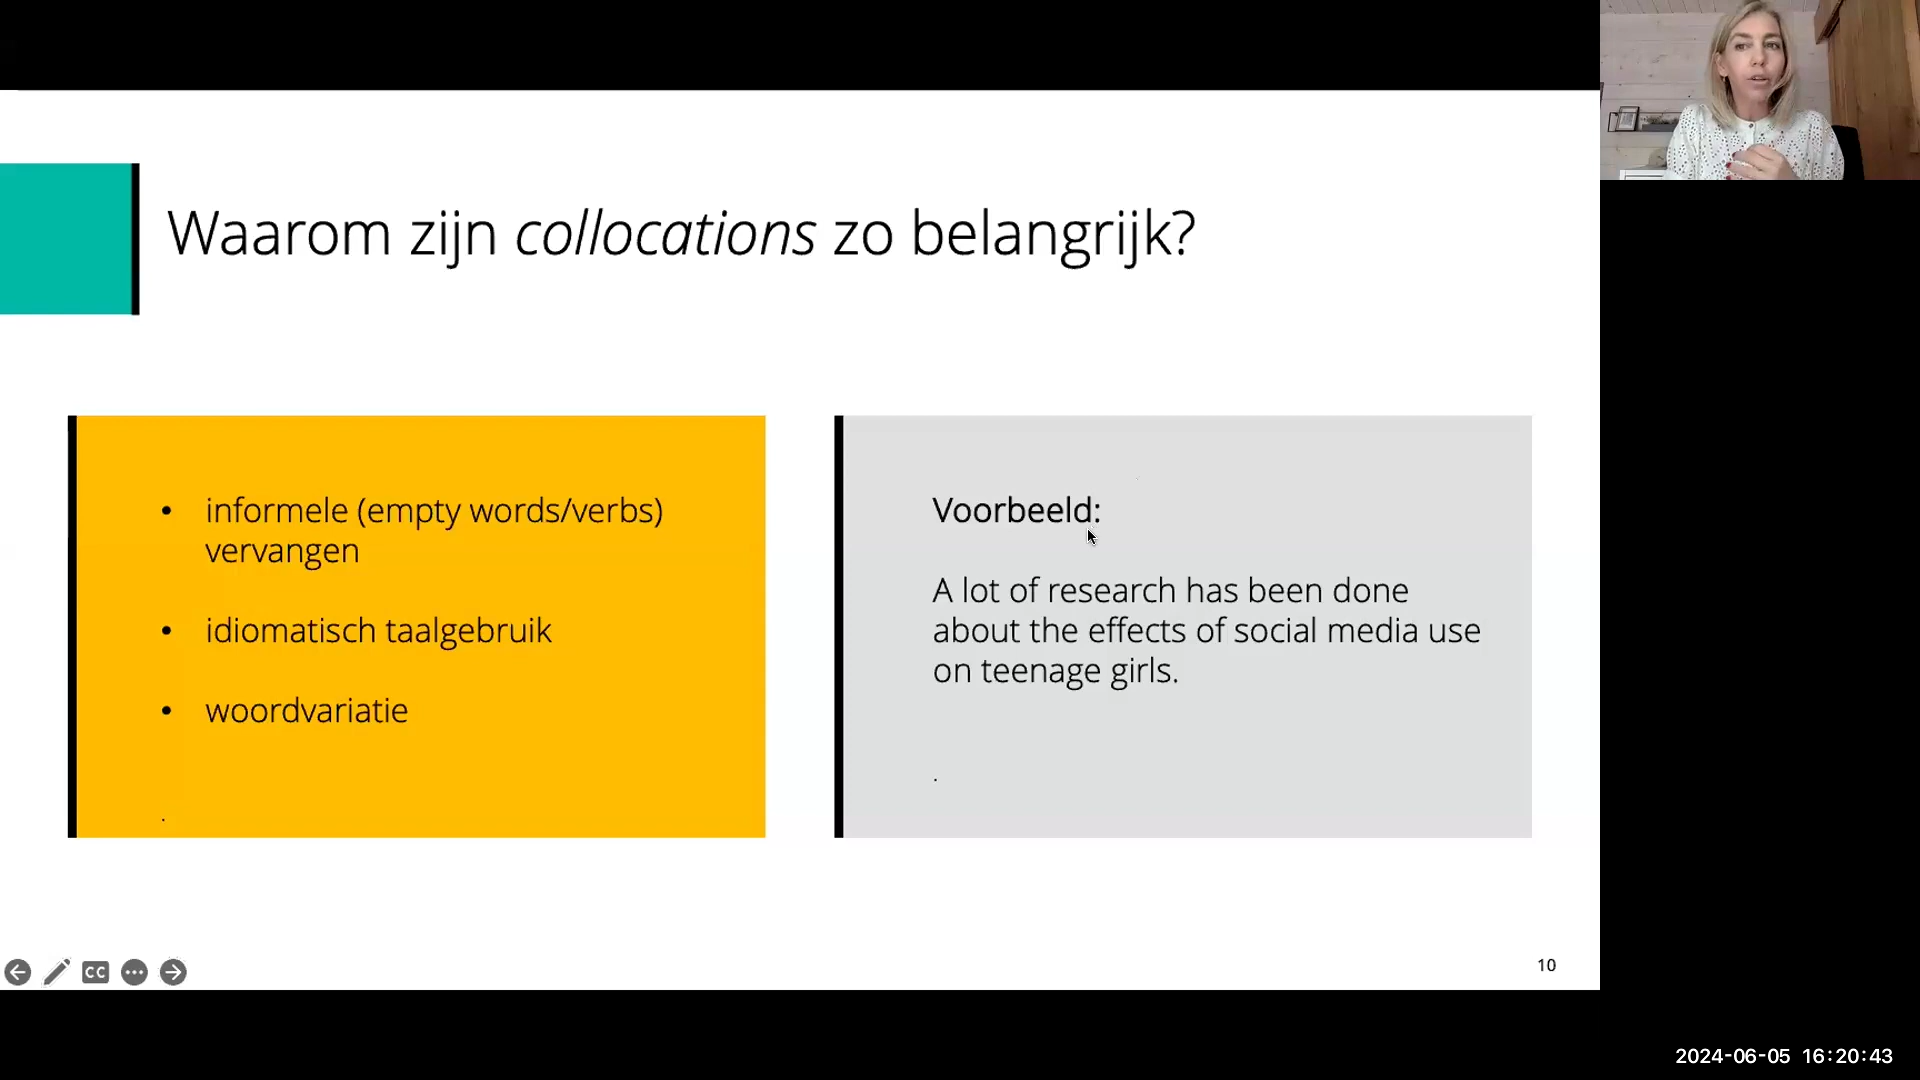 Waarom zijn collocations zo belangrijk?
• informele (empty words/verbs)
vervangen
• idiomatisch taalgebruik
• woordvariatie
.
Voorbeeld:
A lot of research has been done
about the effects of social media use
on teenage girls.
.
CC
10
2024-06-05 16:20:43